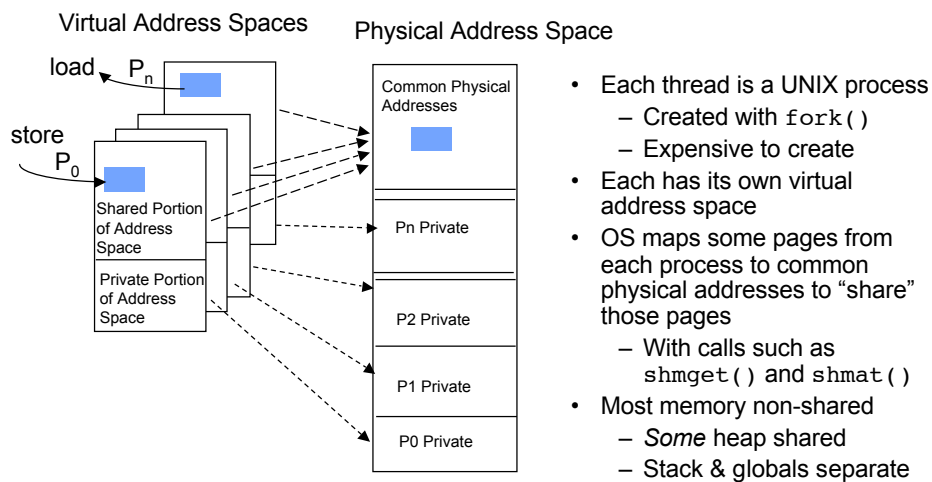 Virtual Address Spaces
Physical Address Space
load
Pn
store
P0
Shared Portion
of Address
Space
Private Portion
of Address
Space
Common Physical
Addresses
Pn Private
P2 Private
P1 Private
P0 Private
• Each thread is a UNIX process
– Created with fork()
– Expensive to create
• Each has its own virtual
address space
• OS maps some pages from
each process to common
physical addresses to “share”
those pages
– With calls such as
shmget() and shmat()
• Most memory non-shared
– Some heap shared
– Stack & globals separate